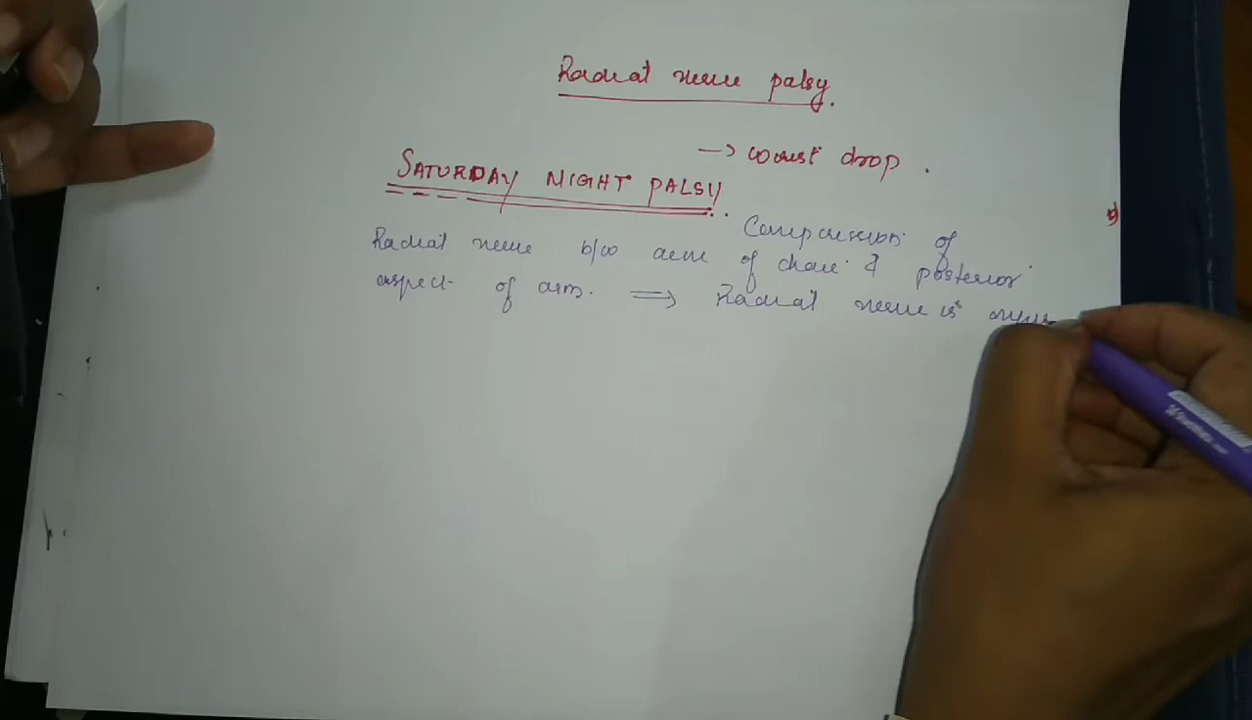 Radial nerve palsy.
→ wrist drop.
SATURDAY NIGHT PALSY.
Compression of
Radial nerve b/w arm of chair & posterior
aspect of arm. ⇒ Radial nerve is